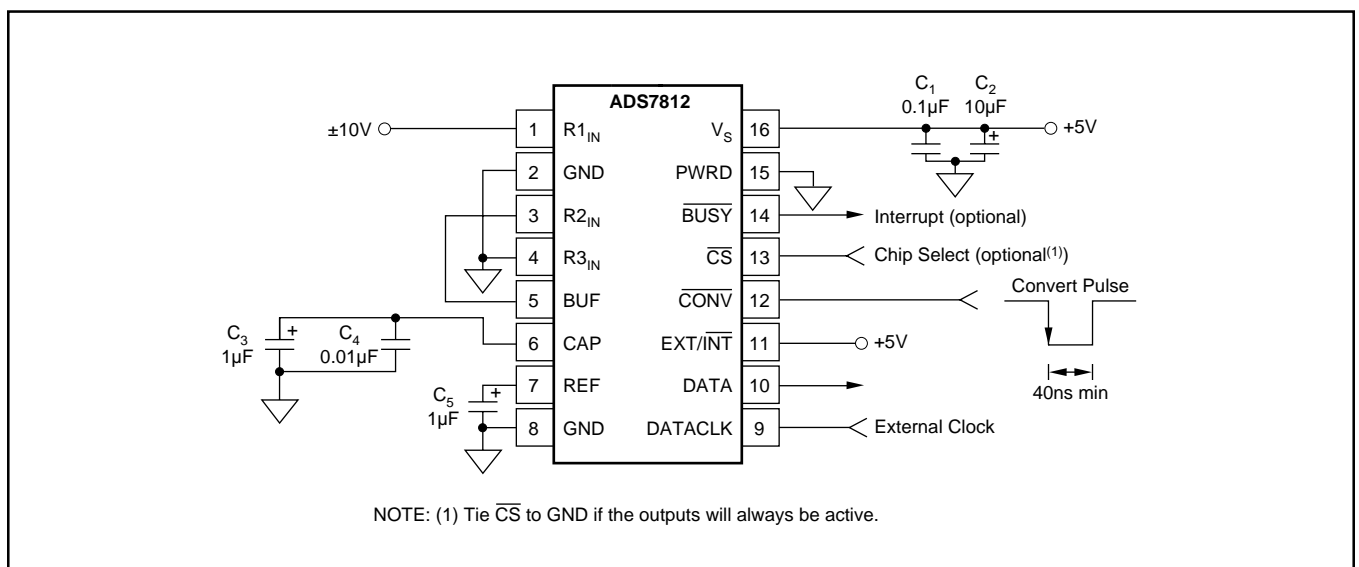 ADS7812
±10V
1 R1IN
2 GND
3 R2IN
4 R3IN
5 BUF
6 CAP
7 REF
8 GND
VS 16
PWRD 15
BUSY 14
CS 13
CONV 12
EXT/INT 11
DATA 10
DATACLK 9
C1
0.1µF
C2
10µF
+
+5V
Interrupt (optional)
Chip Select (optional(1))
Convert Pulse
40ns min
+5V
External Clock
C3
1µF
+
C4
0.01µF
C5
1µF
+
NOTE: (1) Tie CS to GND if the outputs will always be active.